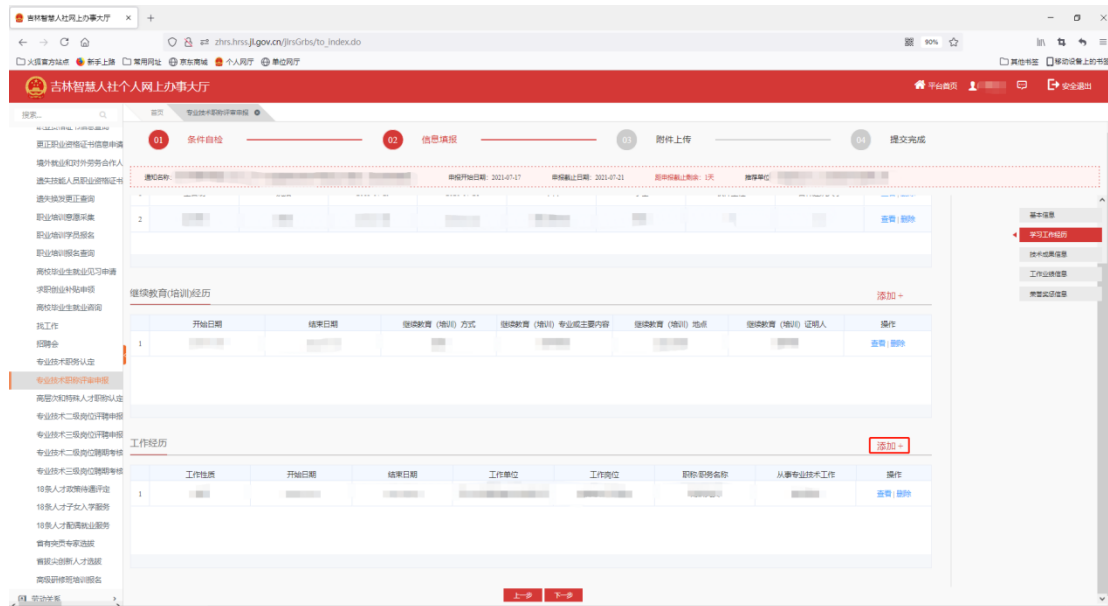 吉林智慧人社网上办事大厅
zhrs.hrss.jl.gov.cn/jlrsGrbs/to_index.do
90%
火狐官方站点 新手上路 常用网址 京东商城 个人网厅 单位网厅
其他书签 移动设备上的书签
吉林智慧人社个人网上办事大厅
平台首页
安全退出
搜索...
首页 专业技术职称评审申报
01 条件自检 02 信息填报 03 附件上传 04 提交完成
通知名称: 申报开始日期: 2021-07-17 申报截止日期: 2021-07-21 距申报截止剩余: 1天 推荐单位
更正职业资格证书信息申请
境外就业和对外劳务合作人
遗失技能人员职业资格证书
遗失换发更正查询
职业培训意愿采集
职业培训学员报名
职业培训报名查询
高校毕业生就业见习申请
求职创业补贴申领
高校毕业生就业咨询
找工作
招聘会
专业技术职务认定
专业技术职称评审申报
高层次和特殊人才职称认定
专业技术二级岗位评聘申报
专业技术三级岗位评聘申报
专业技术二级岗位聘期考核
专业技术三级岗位聘期考核
18条人才政策待遇评定
18条人才子女入学服务
18条人才配偶就业服务
省有突贡专家选拔
省拔尖创新人才选拔
高级研修班培训报名
劳动关系
2 查看 | 删除
继续教育(培训)经历 添加 +
开始日期 结束日期 继续教育(培训)方式 继续教育(培训)专业或主要内容 继续教育(培训)地点 继续教育(培训)证明人 操作
1 查看 | 删除
工作经历 添加 +
工作性质 开始日期 结束日期 工作单位 工作岗位 职称/职务名称 从事专业技术工作 操作
1 查看 | 删除
上一步 下一步
基本信息
学习工作经历
技术成果信息
工作业绩信息
荣誉奖惩信息